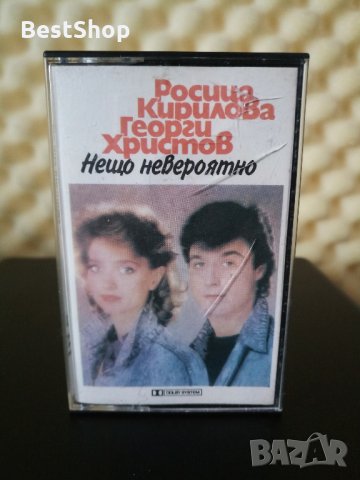 BestShop
Росица
Кирилова
Георги
Христов
Нещо невероятно
DOLBY SYSTEM
BAZAR